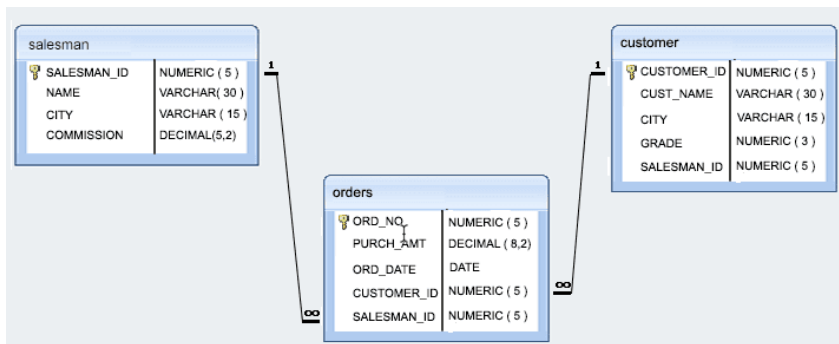 salesman
SALESMAN_ID NUMERIC ( 5 )
NAME VARCHAR( 30 )
CITY VARCHAR ( 15 )
COMMISSION DECIMAL(5,2)
1
1
customer
CUSTOMER_ID NUMERIC ( 5 )
CUST_NAME VARCHAR ( 30 )
CITY VARCHAR ( 15 )
GRADE NUMERIC ( 3 )
SALESMAN_ID NUMERIC ( 5 )
orders
ORD_NO NUMERIC ( 5 )
PURCH_AMT DECIMAL ( 8,2)
ORD_DATE DATE
CUSTOMER_ID NUMERIC ( 5 )
SALESMAN_ID NUMERIC ( 5 )
∞
∞